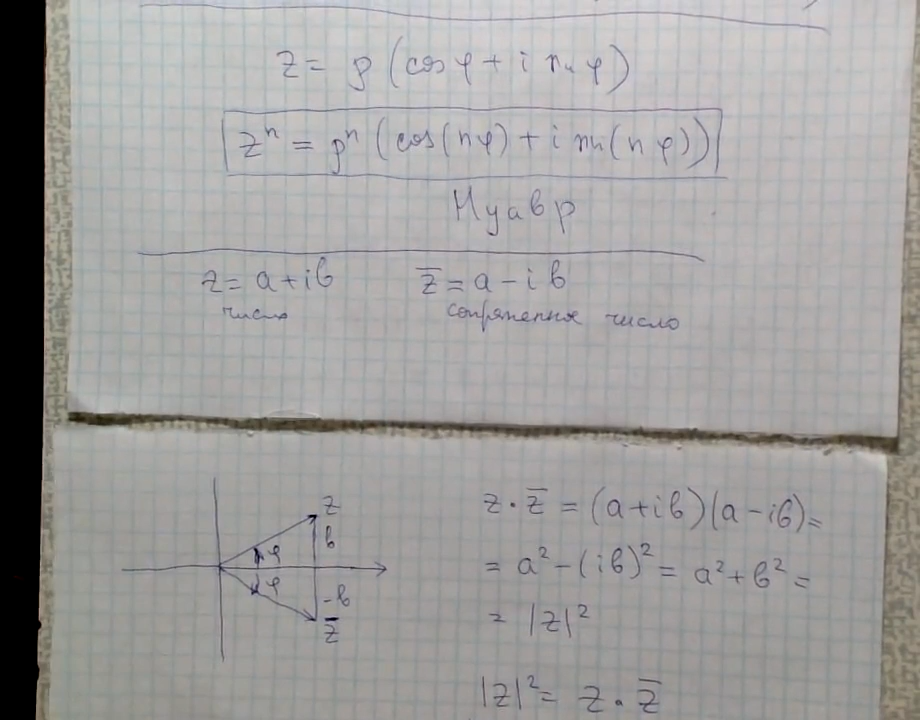 z = ρ (cos φ + i sin φ)
zⁿ = ρⁿ (cos(nφ) + i sin(nφ))
Муавр
z = a + ib z̅ = a - ib
число сопряженное число
z
b
φ
φ
-b
z̅
z · z̅ = (a + ib)(a - ib) =
= a² - (ib)² = a² + b² =
= |z|²
|z|² = z · z̅